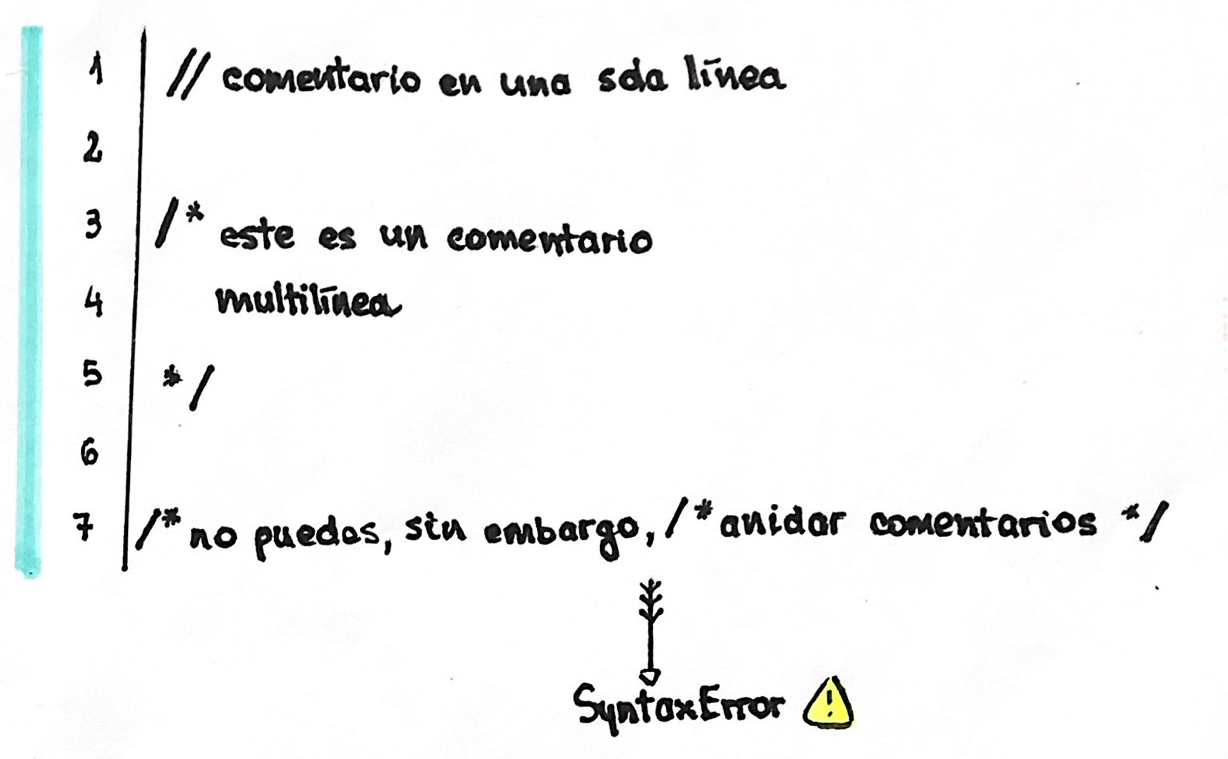 1 // comentario en una sola línea
2
3 /* este es un comentario
4 multilínea
5 */
6
7 /* no puedes, sin embargo, /* anidar comentarios */
SyntaxError